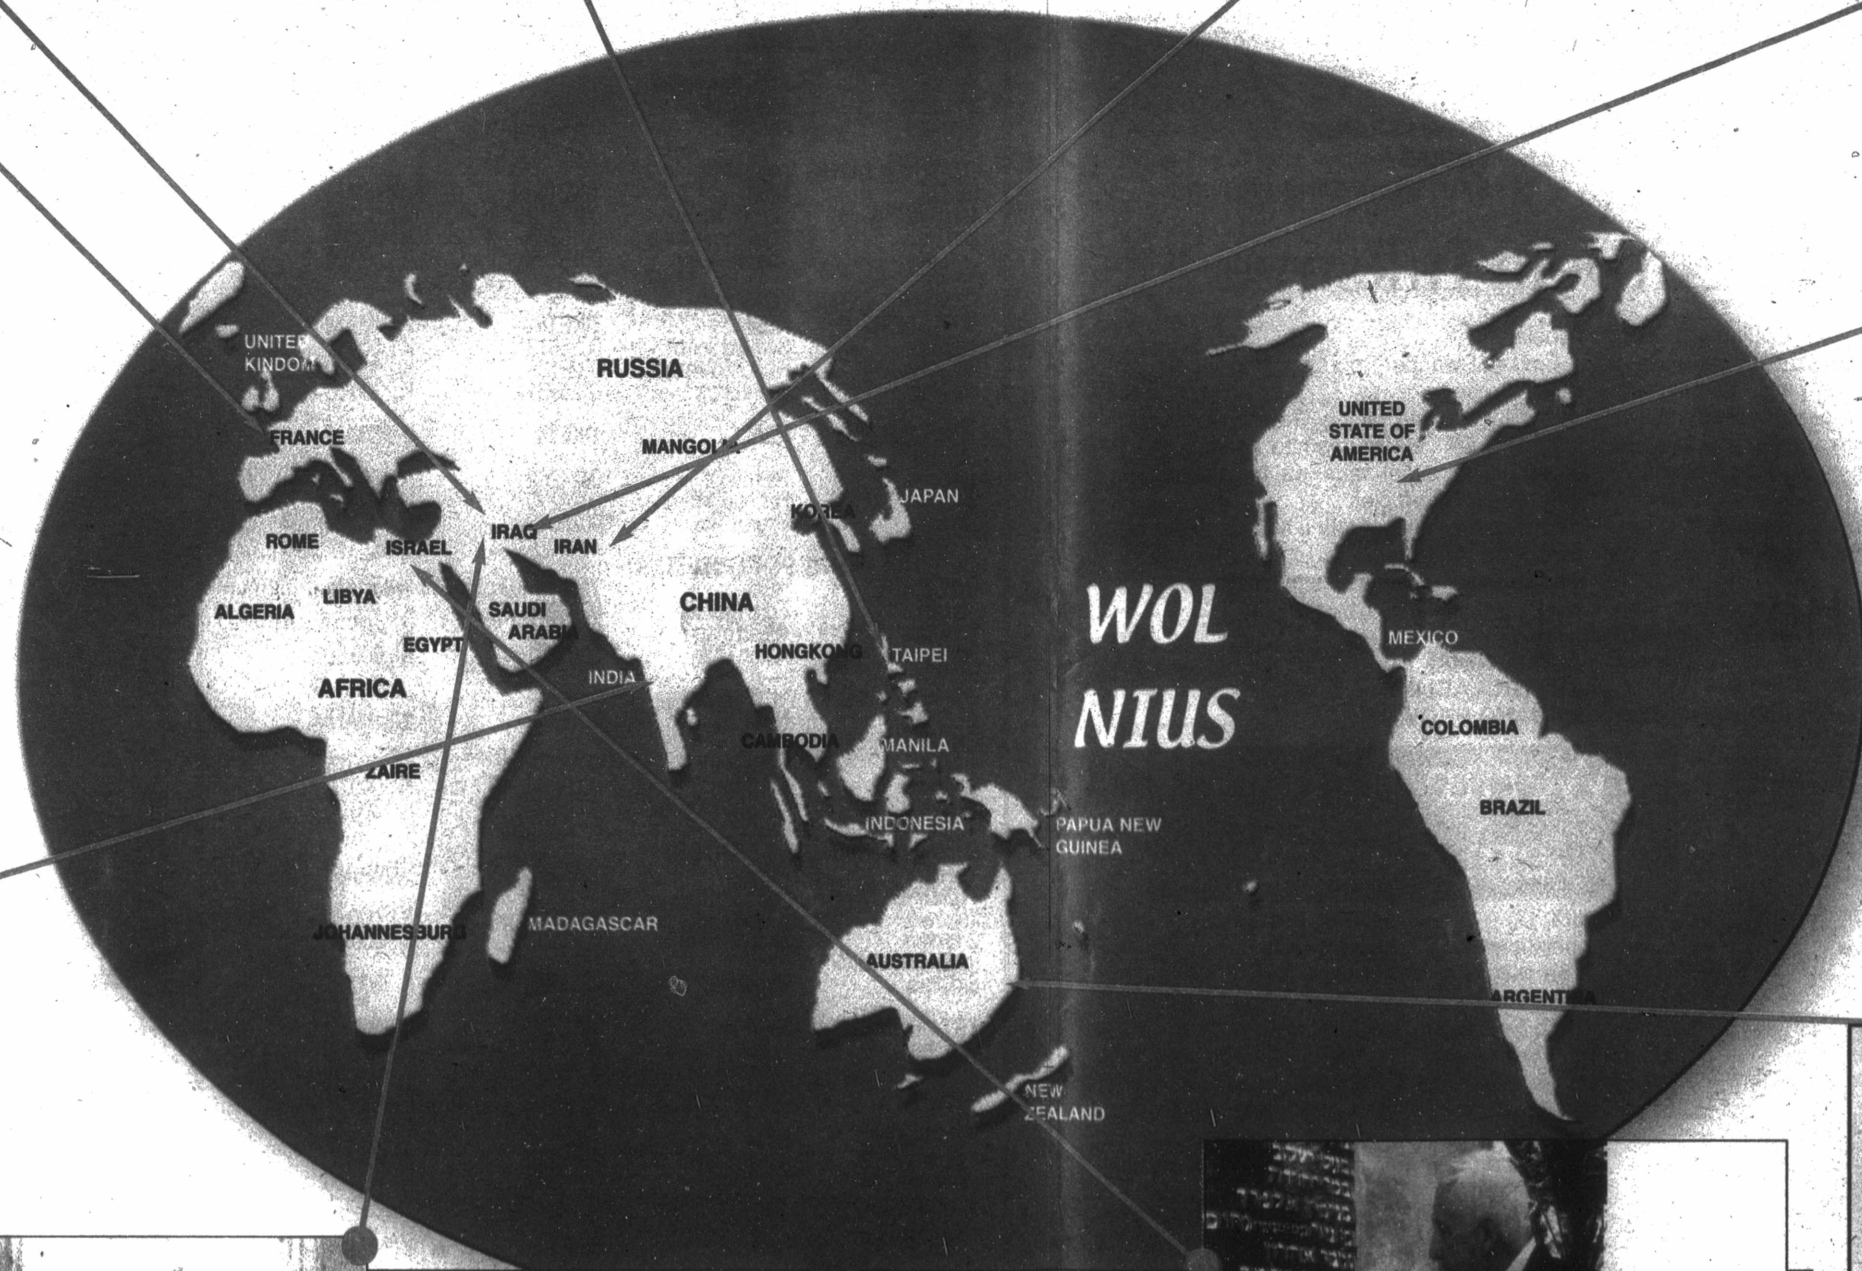 UNITED
KINDOM
RUSSIA
FRANCE
MANGOLIA
UNITED
STATE OF
AMERICA
JAPAN
KOREA
IRAQ
IRAN
ROME
ISRAEL
LIBYA
ALGERIA
SAUDI
ARABIA
EGYPT
CHINA
HONGKONG
TAIPEI
INDIA
AFRICA
WOL
NIUS
MEXICO
COLOMBIA
CAMBODIA
MANILA
ZAIRE
BRAZIL
INDONESIA
PAPUA NEW
GUINEA
MADAGASCAR
JOHANNESBURG
AUSTRALIA
ARGENTINA
NEW
ZEALAND